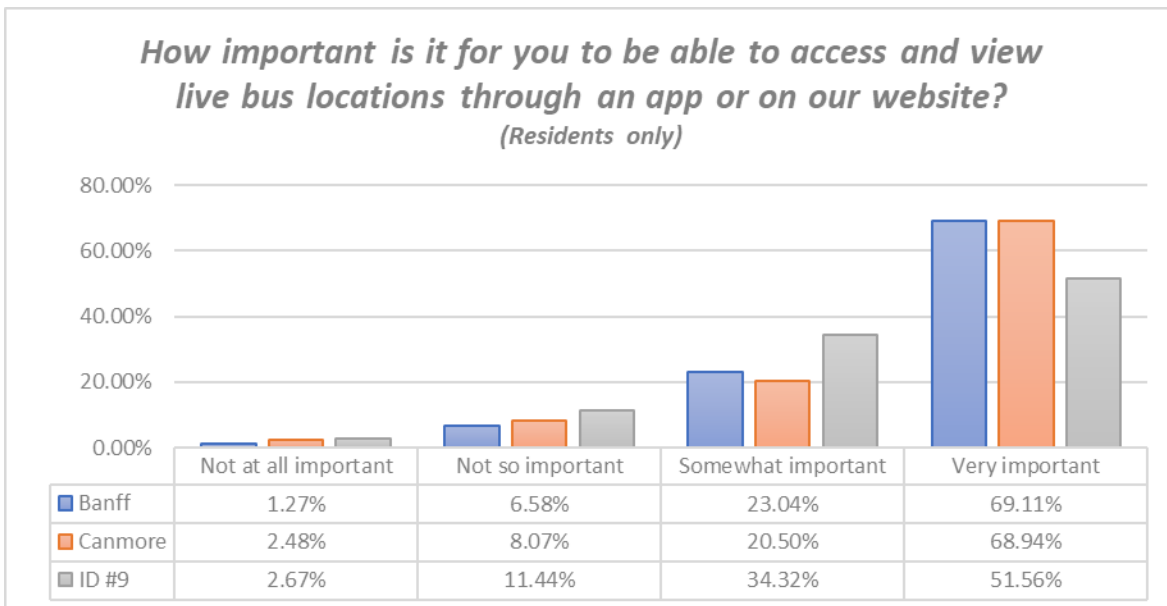 How important is it for you to be able to access and view
live bus locations through an app or on our website?
(Residents only)
80.00%
60.00%
40.00%
20.00%
0.00%
Not at all important Not so important Somewhat important Very important
Banff 1.27% 6.58% 23.04% 69.11%
Canmore 2.48% 8.07% 20.50% 68.94%
ID #9 2.67% 11.44% 34.32% 51.56%